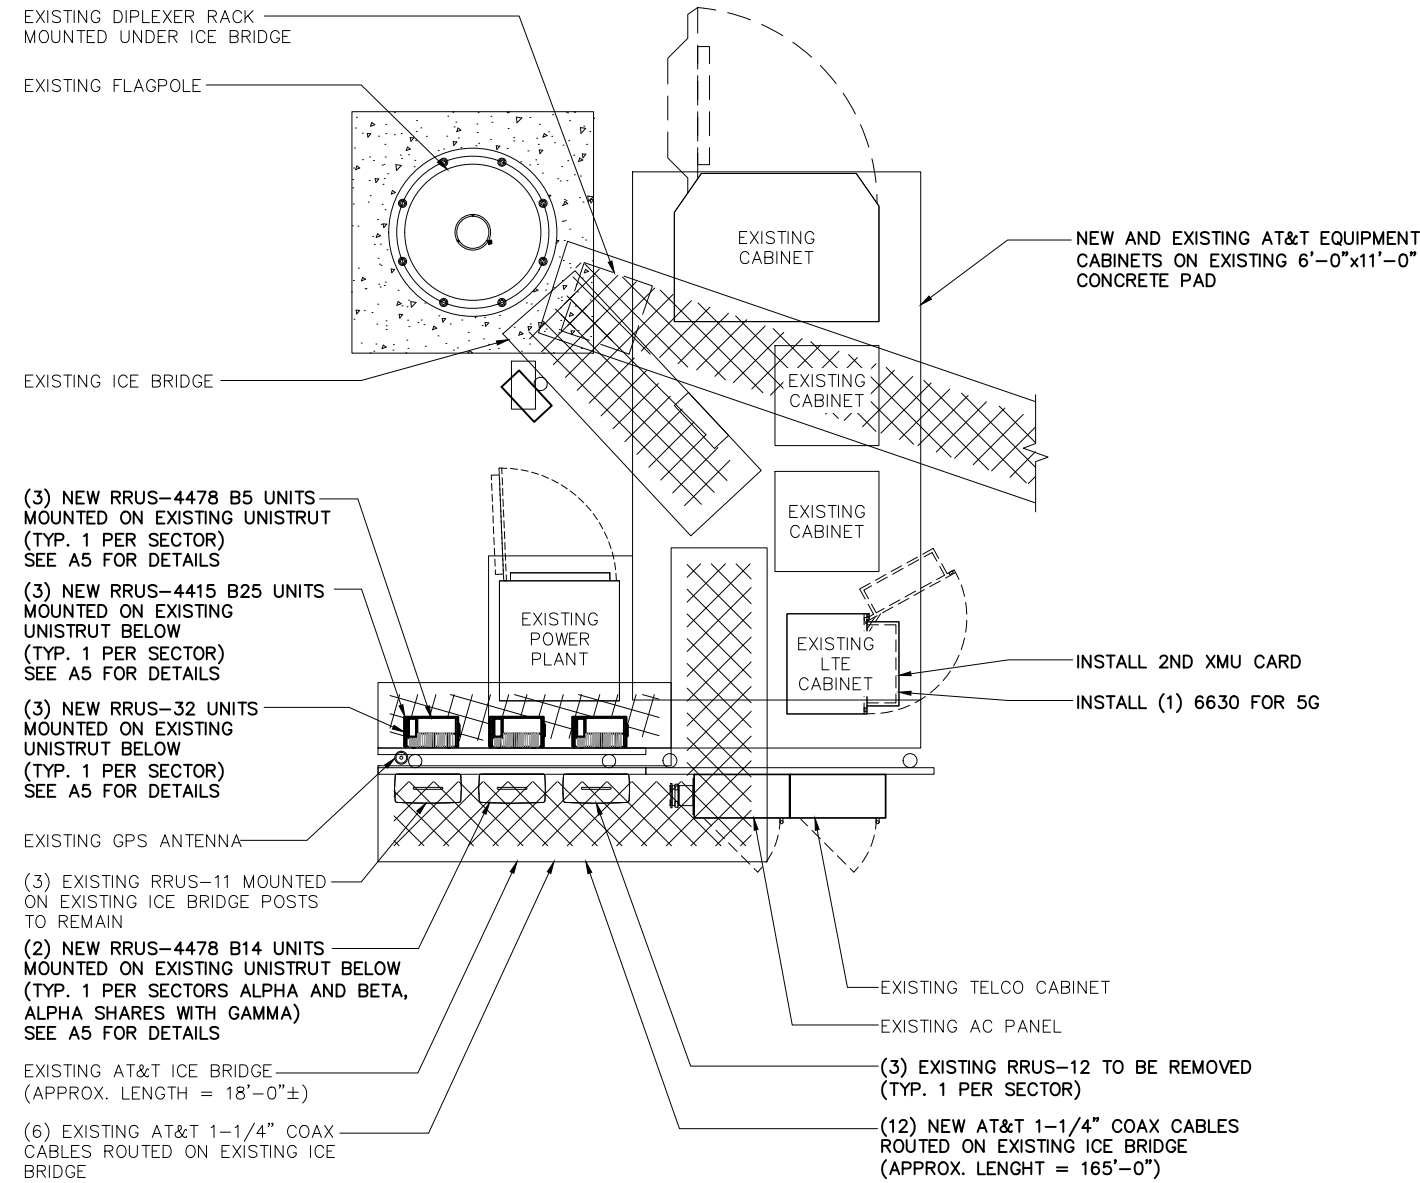 EXISTING DIPLEXER RACK
MOUNTED UNDER ICE BRIDGE
EXISTING FLAGPOLE
EXISTING
CABINET
NEW AND EXISTING AT&T EQUIPMENT
CABINETS ON EXISTING 6'-0"x11'-0"
CONCRETE PAD
EXISTING ICE BRIDGE
EXISTING
CABINET
EXISTING
CABINET
(3) NEW RRUS-4478 B5 UNITS
MOUNTED ON EXISTING UNISTRUT
(TYP. 1 PER SECTOR)
SEE A5 FOR DETAILS
(3) NEW RRUS-4415 B25 UNITS
MOUNTED ON EXISTING
UNISTRUT BELOW
(TYP. 1 PER SECTOR)
SEE A5 FOR DETAILS
EXISTING
POWER
PLANT
EXISTING
LTE
CABINET
INSTALL 2ND XMU CARD
INSTALL (1) 6630 FOR 5G
(3) NEW RRUS-32 UNITS
MOUNTED ON EXISTING
UNISTRUT BELOW
(TYP. 1 PER SECTOR)
SEE A5 FOR DETAILS
EXISTING GPS ANTENNA
(3) EXISTING RRUS-11 MOUNTED
ON EXISTING ICE BRIDGE POSTS
TO REMAIN
(2) NEW RRUS-4478 B14 UNITS
MOUNTED ON EXISTING UNISTRUT BELOW
(TYP. 1 PER SECTORS ALPHA AND BETA,
ALPHA SHARES WITH GAMMA)
SEE A5 FOR DETAILS
EXISTING AT&T ICE BRIDGE
(APPROX. LENGTH = 18'-0"±)
(6) EXISTING AT&T 1-1/4" COAX
CABLES ROUTED ON EXISTING ICE
BRIDGE
EXISTING TELCO CABINET
EXISTING AC PANEL
(3) EXISTING RRUS-12 TO BE REMOVED
(TYP. 1 PER SECTOR)
(12) NEW AT&T 1-1/4" COAX CABLES
ROUTED ON EXISTING ICE BRIDGE
(APPROX. LENGHT = 165'-0")